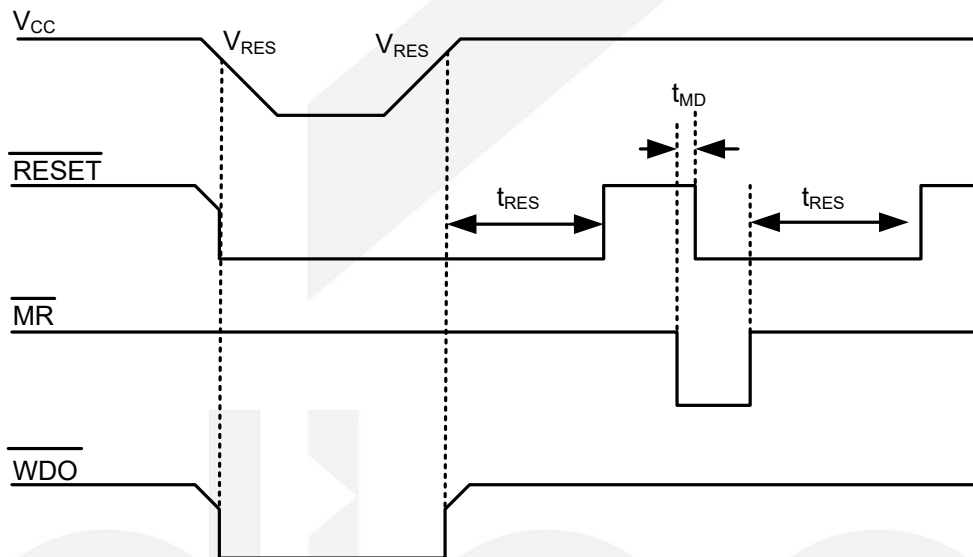 VCC
VRES VRES
tMD
RESET
tRES tRES
MR
WDO